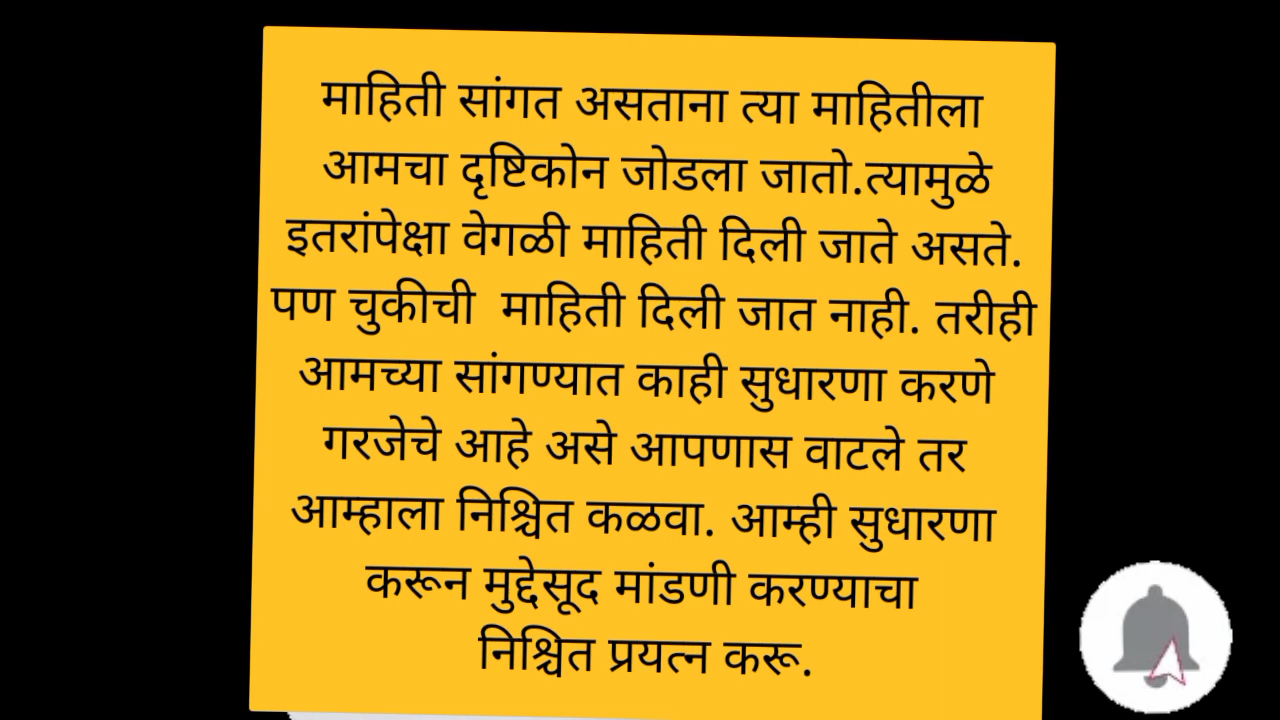 माहिती सांगत असताना त्या माहितीला
आमचा दृष्टिकोन जोडला जातो.त्यामुळे
इतरांपेक्षा वेगळी माहिती दिली जाते असते.
पण चुकीची माहिती दिली जात नाही. तरीही
आमच्या सांगण्यात काही सुधारणा करणे
गरजेचे आहे असे आपणास वाटले तर
आम्हाला निश्चित कळवा. आम्ही सुधारणा
करून मुद्देसूद मांडणी करण्याचा
निश्चित प्रयत्न करू.